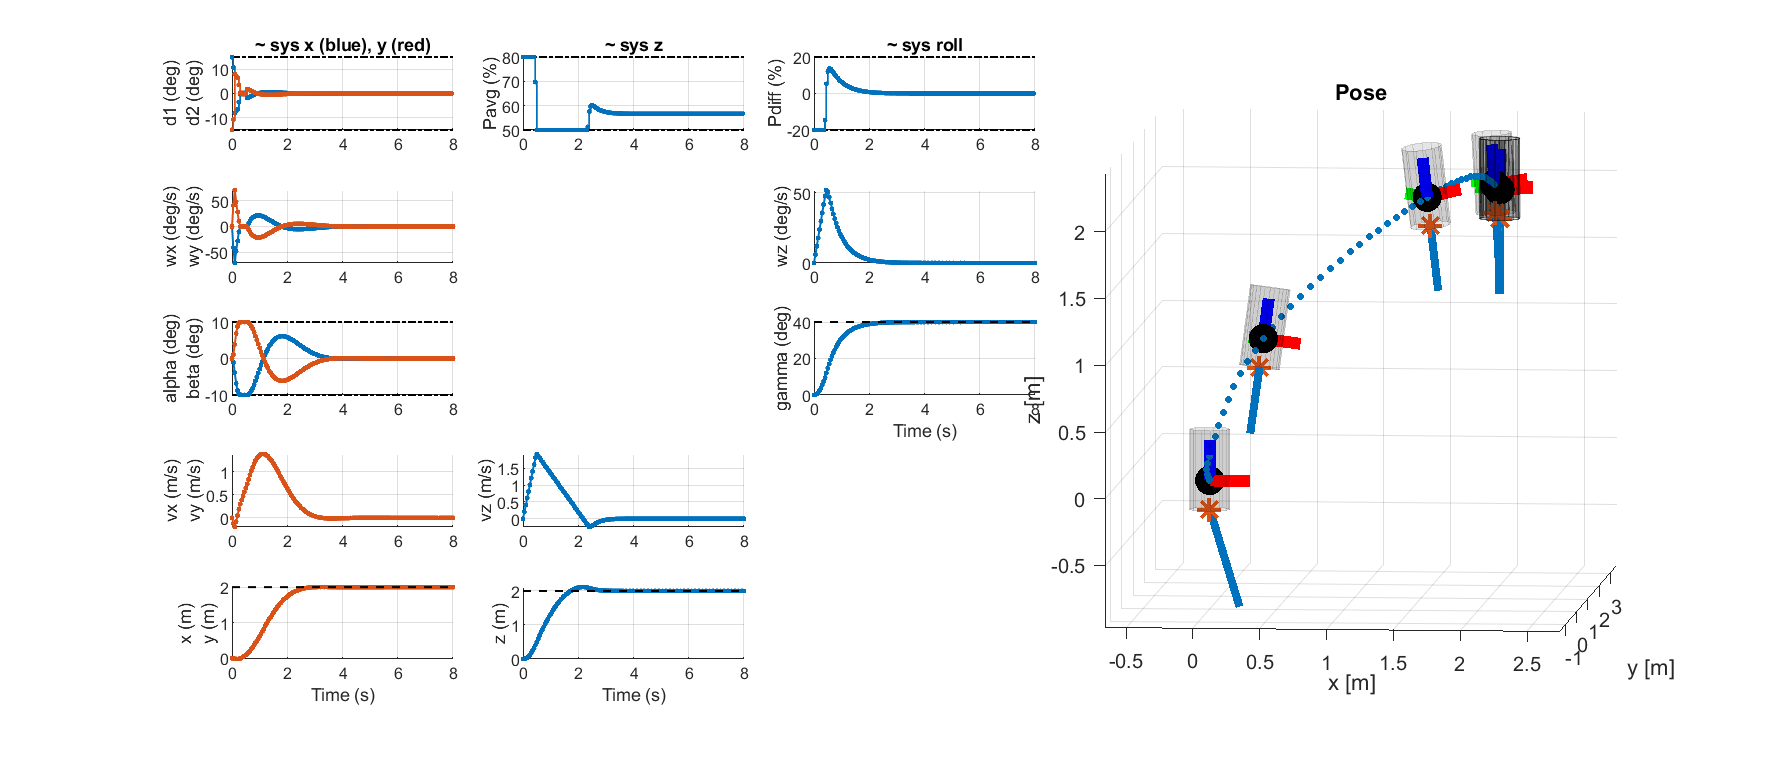 ~ sys x (blue), y (red)
d1 (deg)
d2 (deg)
10
0
-10
0 2 4 6 8
wx (deg/s)
wy (deg/s)
50
0
-50
0 2 4 6 8
alpha (deg)
beta (deg)
10
0
-10
0 2 4 6 8
vx (m/s)
vy (m/s)
1
0.5
0
0 2 4 6 8
x (m)
y (m)
2
1
0
0 2 4 6 8
Time (s)
~ sys z
Pavg (%)
80
70
60
50
0 2 4 6 8
vz (m/s)
1.5
1
0.5
0
0 2 4 6 8
z (m)
2
1
0
0 2 4 6 8
Time (s)
~ sys roll
Pdiff (%)
20
0
-20
0 2 4 6 8
wz (deg/s)
50
0
0 2 4 6 8
gamma (deg)
40
20
0
0 2 4 6 8
Time (s)
Pose
z [m]
2
1.5
1
0.5
0
-0.5
-0.5 0 0.5 1 1.5 2 2.5
x [m]
-1 0 1 2 3
y [m]